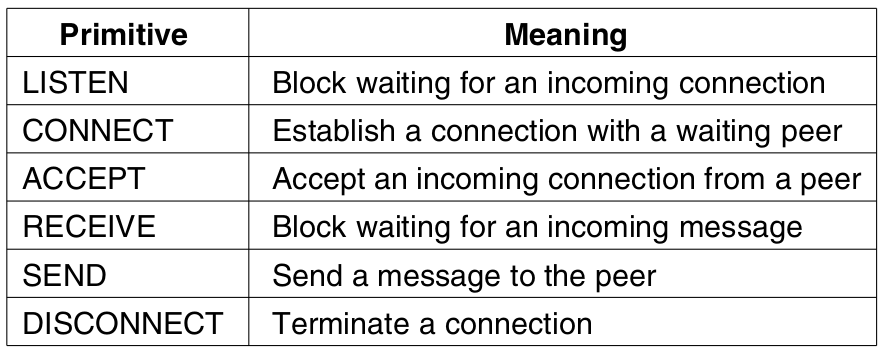 Primitive Meaning
LISTEN Block waiting for an incoming connection
CONNECT Establish a connection with a waiting peer
ACCEPT Accept an incoming connection from a peer
RECEIVE Block waiting for an incoming message
SEND Send a message to the peer
DISCONNECT Terminate a connection